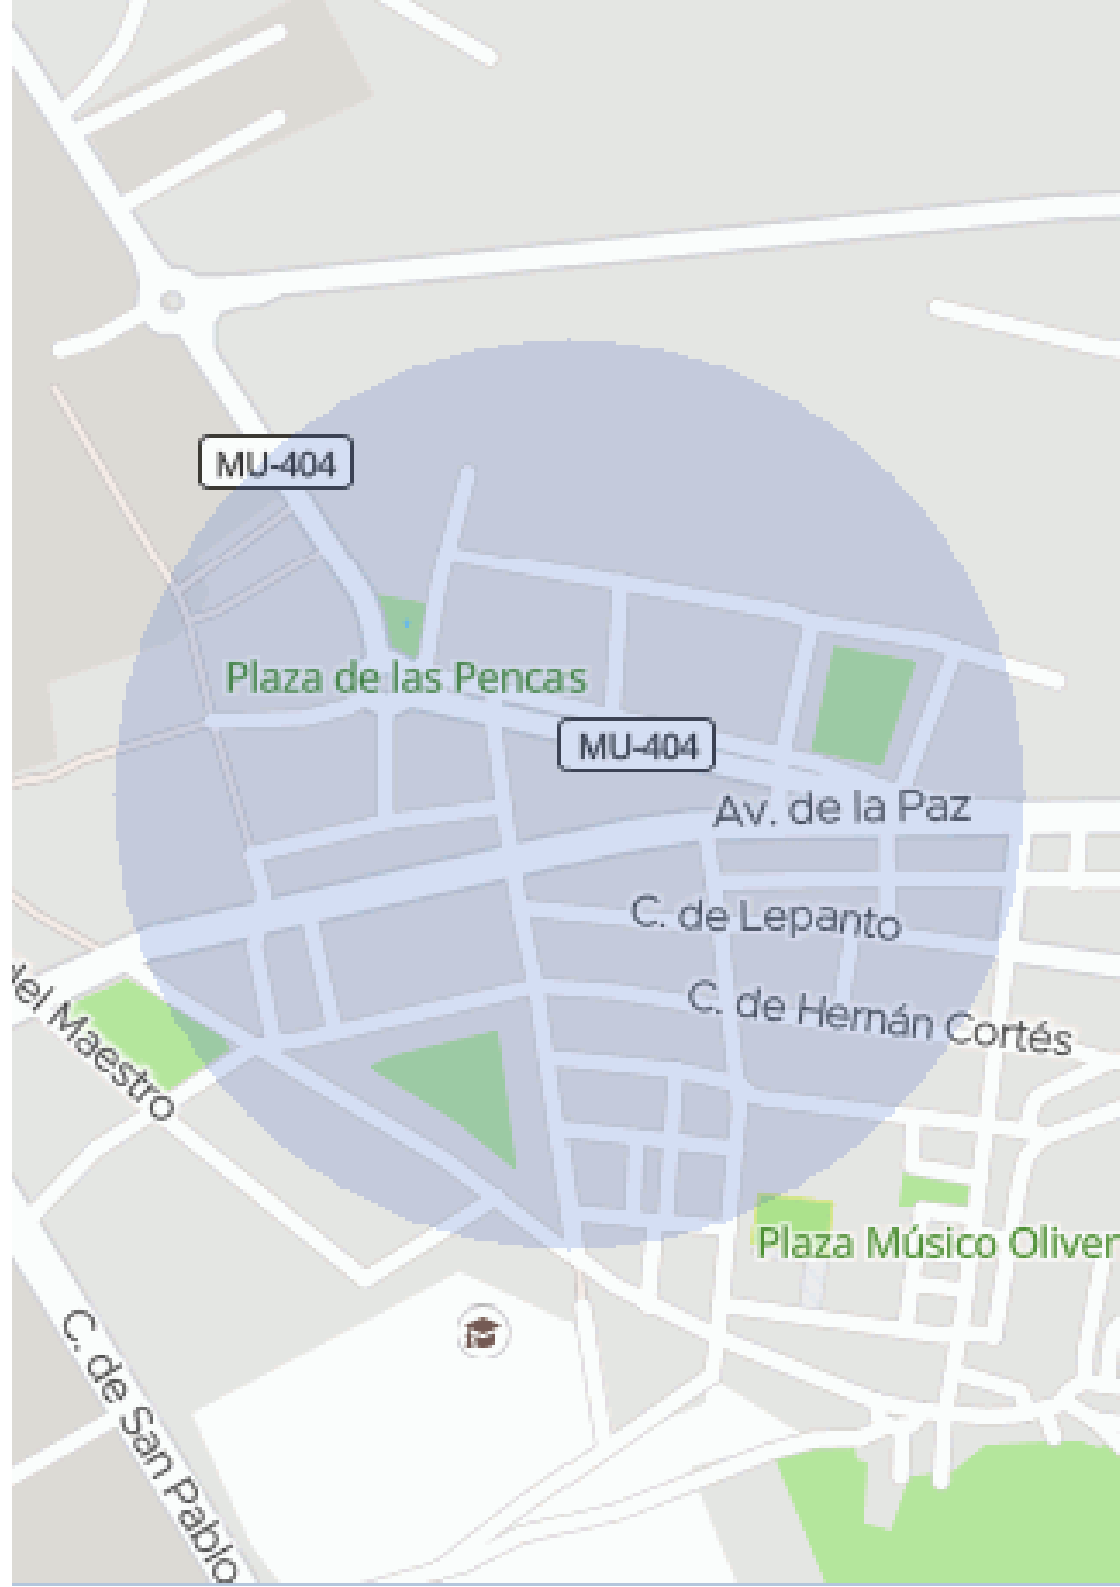 MU-404
Plaza de las Pencas
MU-404
Av. de la Paz
C. de Lepanto
C. de Hernán Cortés
del Maestro
Plaza Músico Oliver
C. de San Pablo